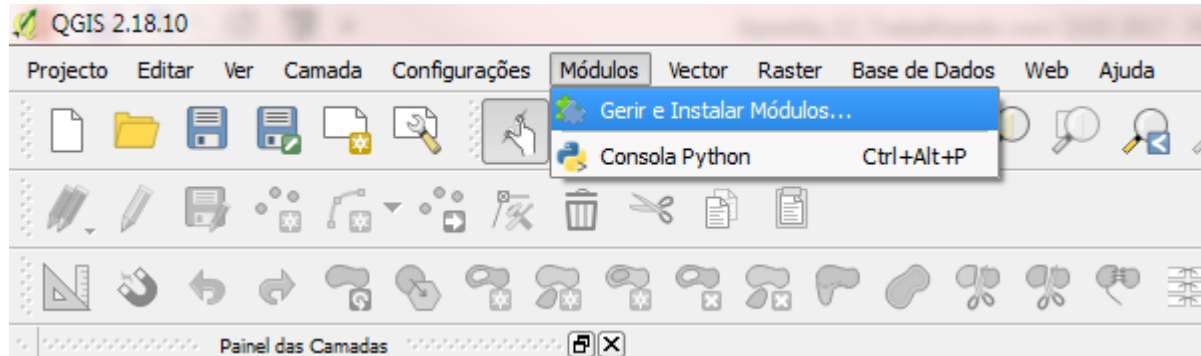 QGIS 2.18.10
Projecto Editar Ver Camada Configurações Módulos Vector Raster Base de Dados Web Ajuda
Gerir e Instalar Módulos...
Consola Python Ctrl+Alt+P
Painel das Camadas